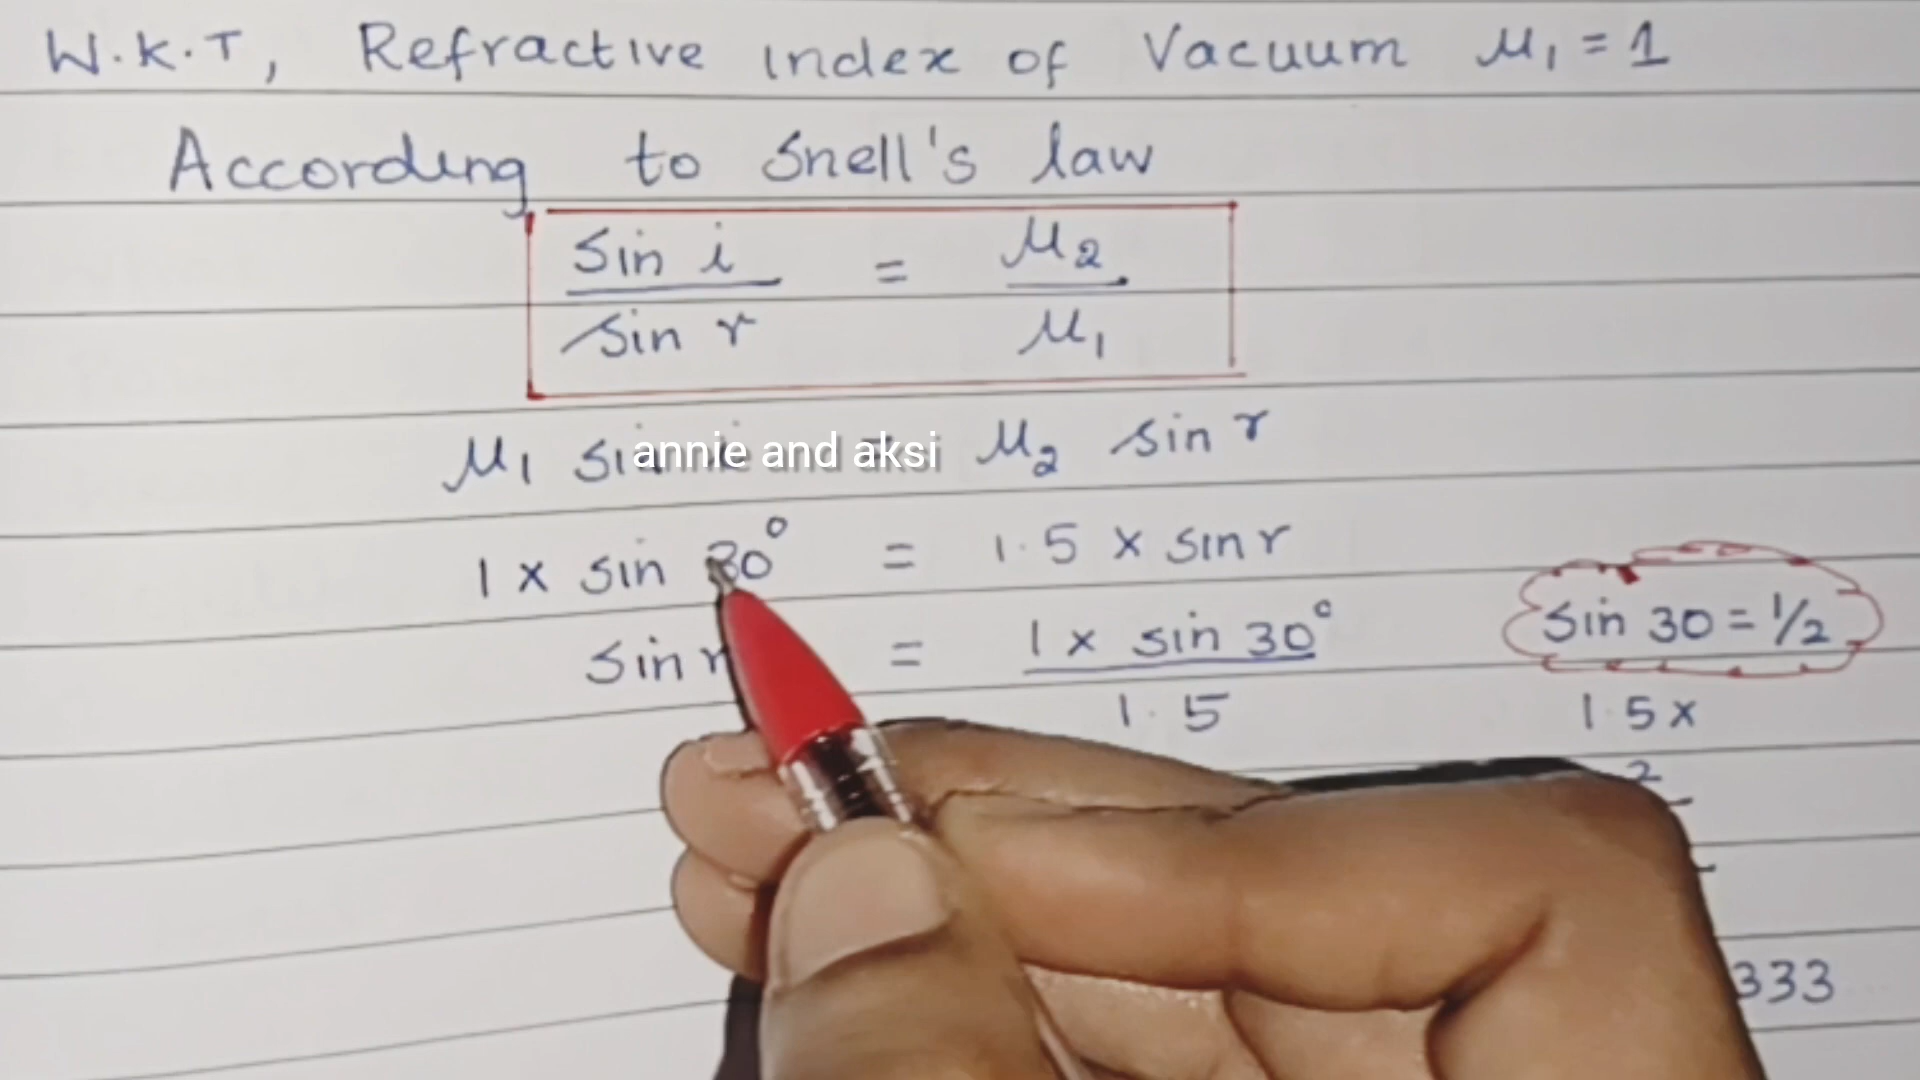 W.K.T, Refractive index of Vacuum μ₁ = 1
According to Snell's law
sin i / sin r = μ₂ / μ₁
μ₁ sin i = μ₂ sin r
annie and aksi
1 x sin 30° = 1.5 x sin r
sin r = 1 x sin 30° / 1.5
sin 30 = 1/2
1.5 x
2
333